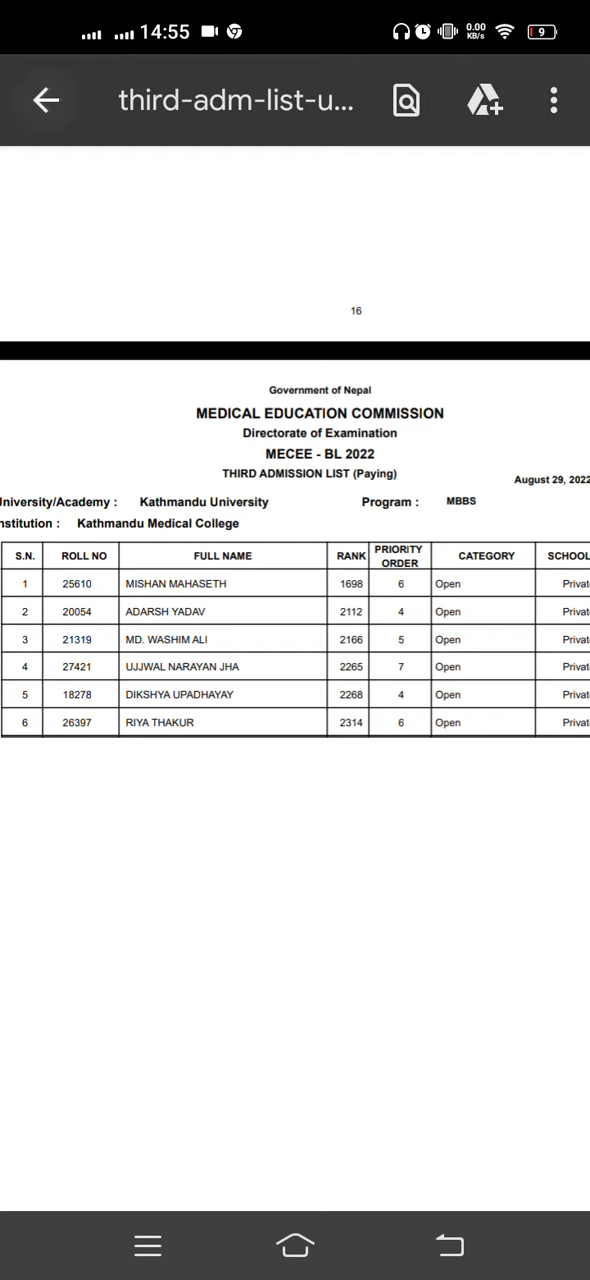 14:55 0.00 KB/s 9
third-adm-list-u...
16
Government of Nepal
MEDICAL EDUCATION COMMISSION
Directorate of Examination
MECEE - BL 2022
THIRD ADMISSION LIST (Paying)
August 29, 2022
University/Academy : Kathmandu University Program : MBBS
nstitution : Kathmandu Medical College
S.N. ROLL NO FULL NAME RANK PRIORITY ORDER CATEGORY SCHOOL
1 25610 MISHAN MAHASETH 1698 6 Open Privat
2 20054 ADARSH YADAV 2112 4 Open Privat
3 21319 MD. WASHIM ALI 2166 5 Open Privat
4 27421 UJJWAL NARAYAN JHA 2265 7 Open Privat
5 18278 DIKSHYA UPADHAYAY 2268 4 Open Privat
6 26397 RIYA THAKUR 2314 6 Open Privat